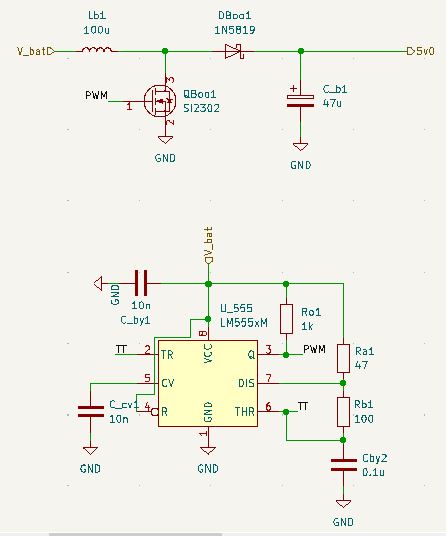 Lb1
100u
DBoo1
1N5819
V_bat
5v0
PWM
1
3
2
QBoo1
SI2302
GND
C_b1
47u
GND
V_bat
GND
10n
C_by1
U_555
LM555xM
Ro1
1k
8
VCC
TT
2
TR
Q
3
PWM
Ra1
47
5
CV
DIS
7
C_cv1
10n
4
R
GND
THR
6
TT
Rb1
100
1
GND
GND
Cby2
0.1u
GND